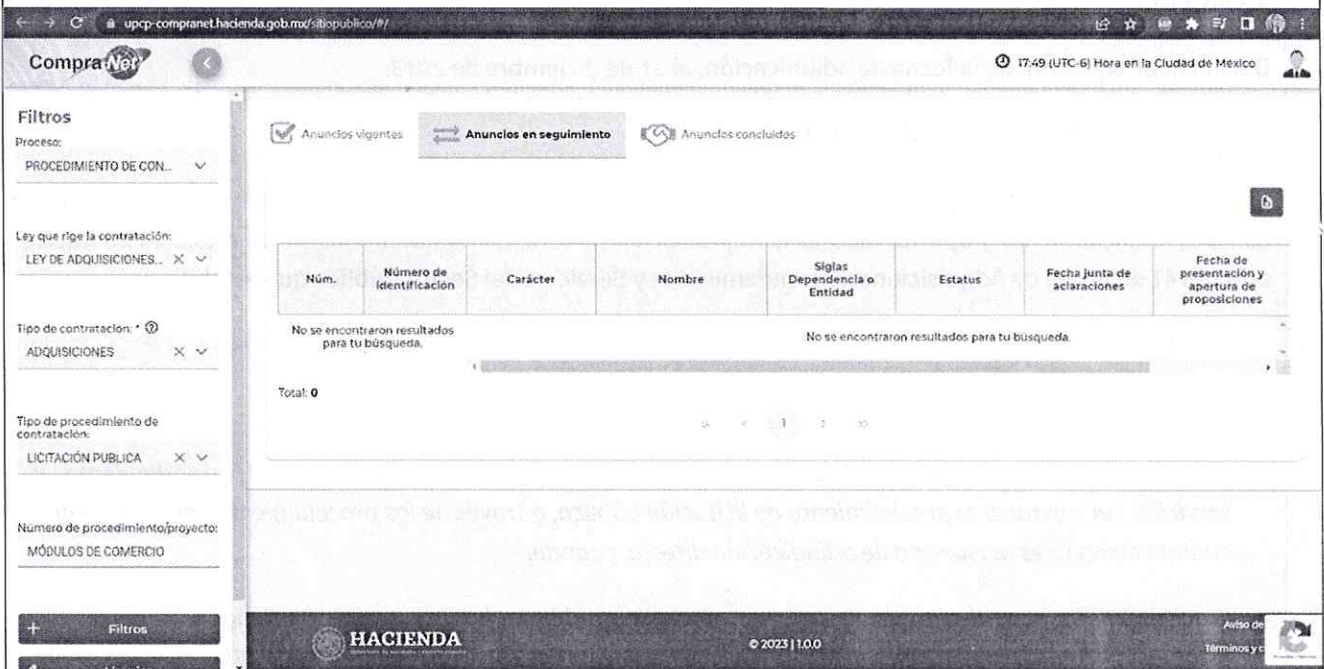 upcp-compranet.hacienda.gob.mx/sitiopublico/#/
CompraNet
17:49 (UTC-6) Hora en la Ciudad de México
Filtros
Proceso:
PROCEDIMIENTO DE CON...
Ley que rige la contratación:
LEY DE ADQUISICIONES...
Tipo de contratación: *
ADQUISICIONES
Tipo de procedimiento de
contratación:
LICITACIÓN PUBLICA
Número de procedimiento/proyecto:
MÓDULOS DE COMERCIO
+ Filtros
Anuncios vigentes
Anuncios en seguimiento
Anuncios concluidos
Núm.
Número de
identificación
Carácter
Nombre
Siglas
Dependencia o
Entidad
Estatus
Fecha junta de
aclaraciones
Fecha de
presentación y
apertura de
proposiciones
No se encontraron resultados
para tu búsqueda.
No se encontraron resultados para tu búsqueda.
Total: 0
1
HACIENDA
© 2023 | 1.0.0
Aviso de
Términos y c